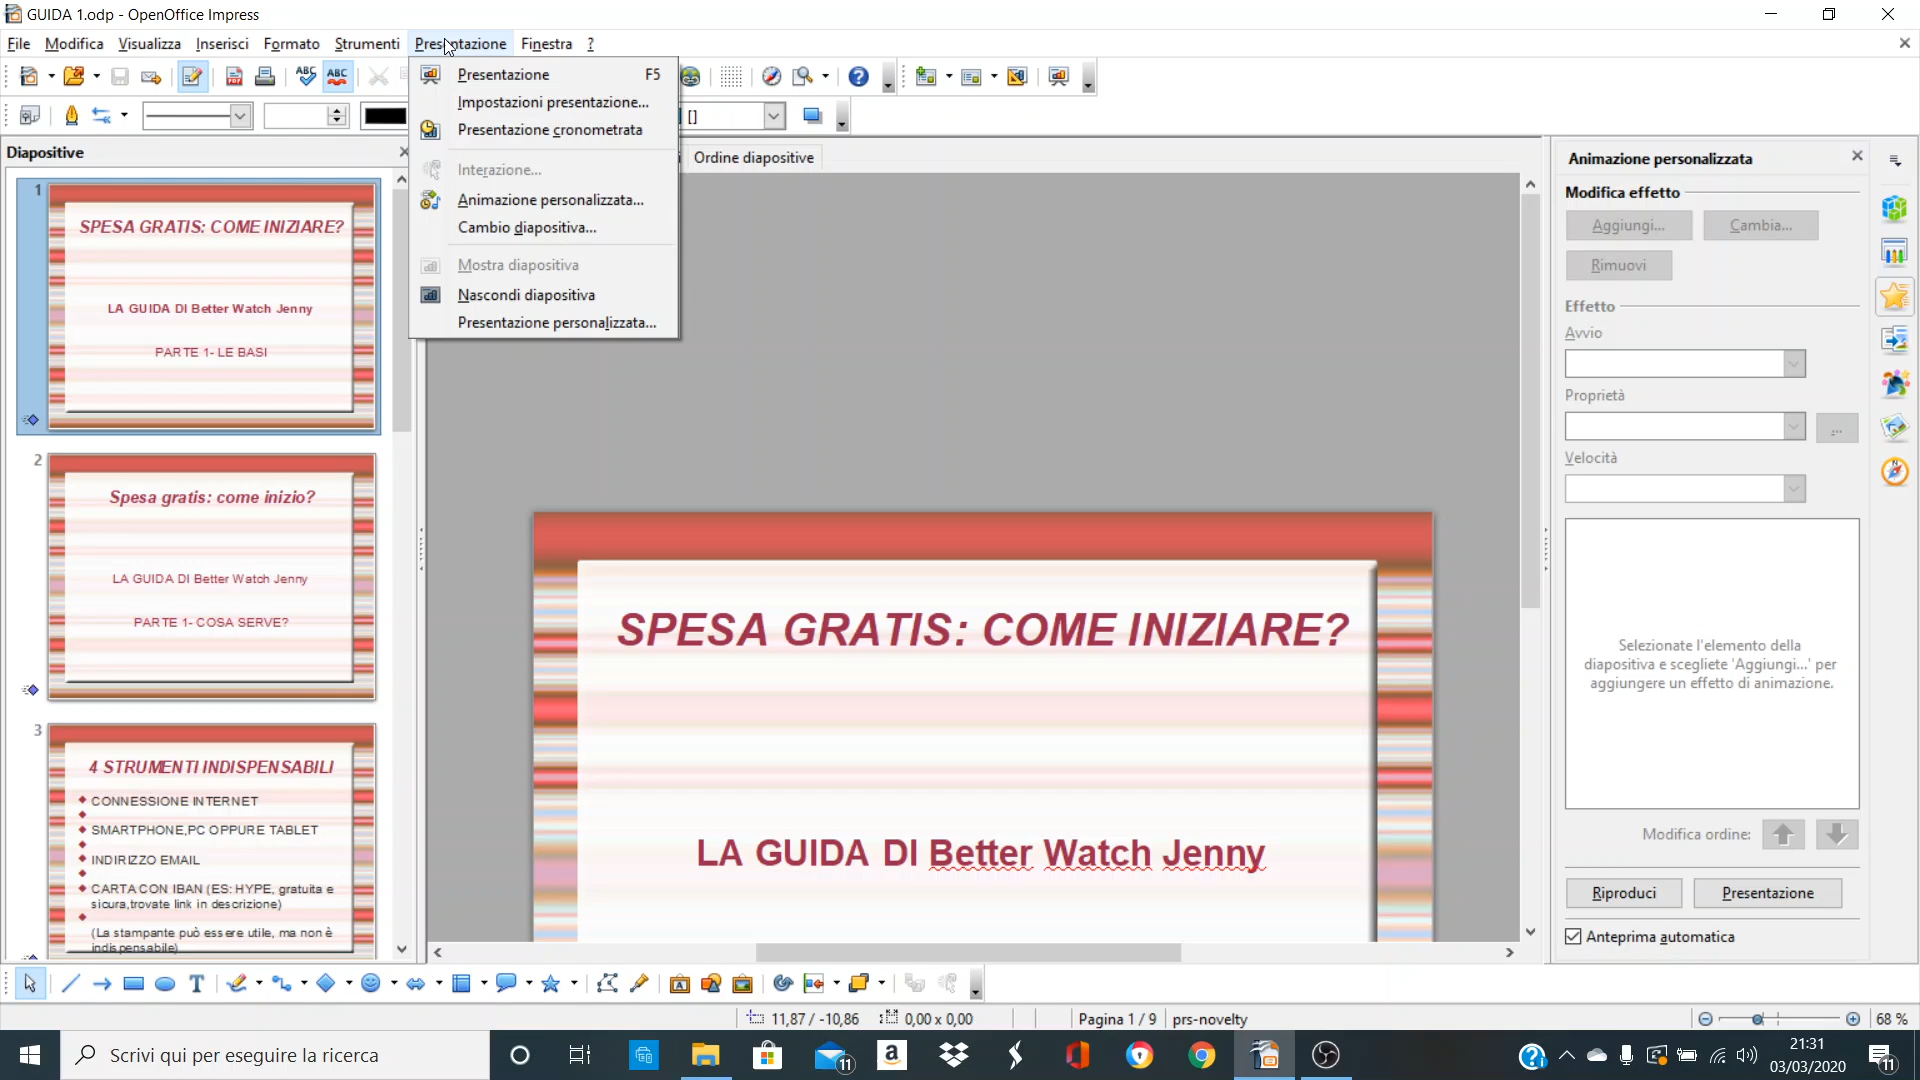 GUIDA 1.odp - OpenOffice Impress
File Modifica Visualizza Inserisci Formato Strumenti Presentazione Finestra ?
Presentazione F5
Impostazioni presentazione...
Presentazione cronometrata
Interazione...
Animazione personalizzata...
Cambio diapositiva...
Mostra diapositiva
Nascondi diapositiva
Presentazione personalizzata...
[]
Diapositive
Ordine diapositive
1
SPESA GRATIS: COME INIZIARE?
LA GUIDA DI Better Watch Jenny
PARTE 1- LE BASI
2
Spesa gratis: come inizio?
LA GUIDA DI Better Watch Jenny
PARTE 1- COSA SERVE?
3
4 STRUMENTI INDISPENSABILI
CONNESSIONE INTERNET
SMARTPHONE,PC OPPURE TABLET
INDIRIZZO EMAIL
CARTA CON IBAN (ES: HYPE, gratuita e
sicura,trovate link in descrizione)
(La stampante può essere utile, ma non è
indispensabile)
SPESA GRATIS: COME INIZIARE?
LA GUIDA DI Better Watch Jenny
Animazione personalizzata
Modifica effetto
Aggiungi... Cambia...
Rimuovi
Effetto
Avvio
Proprietà
...
Velocità
Selezionate l'elemento della
diapositiva e scegliete 'Aggiungi...' per
aggiungere un effetto di animazione.
Modifica ordine:
Riproduci Presentazione
Anteprima automatica
11,87 / -10,86 0,00 x 0,00 Pagina 1 / 9 prs-novelty 68 %
Scrivi qui per eseguire la ricerca
11
21:31
03/03/2020
11